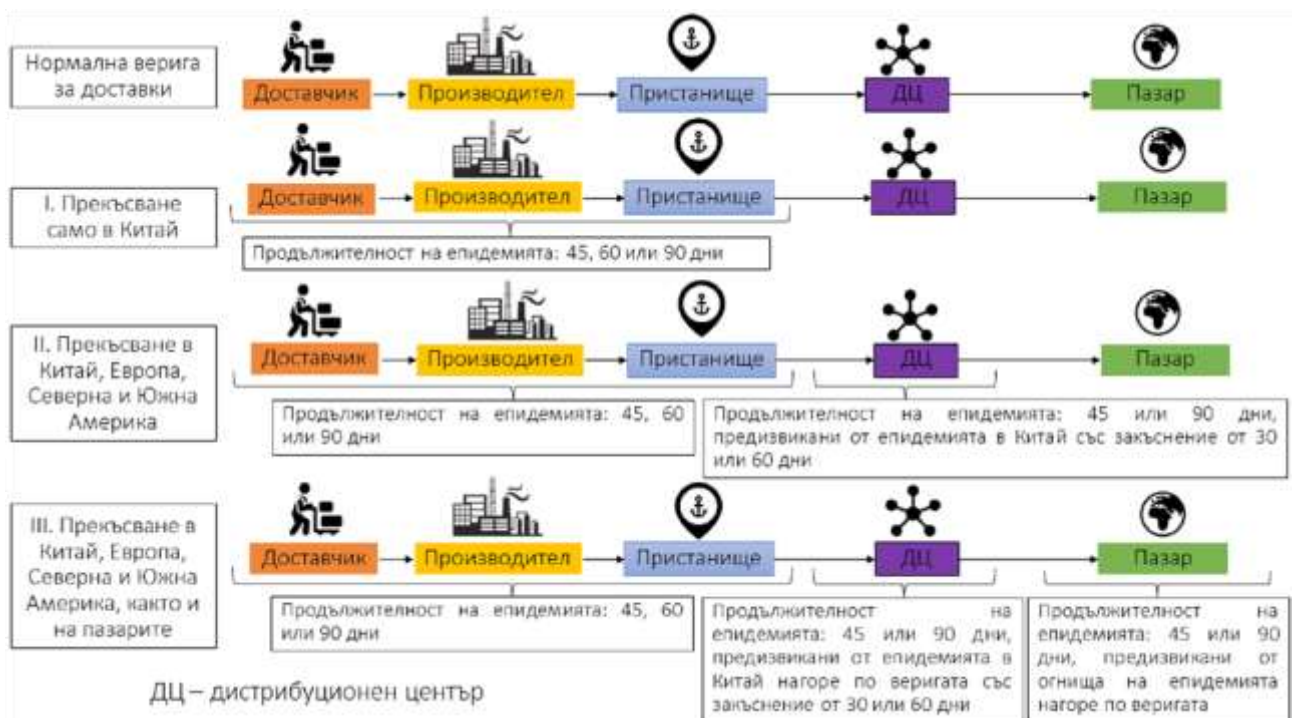 Нормална верига
за доставки
Доставчик
Производител
Пристанище
ДЦ
Пазар
I. Прекъсване
само в Китай
Доставчик
Производител
Пристанище
ДЦ
Пазар
Продължителност на епидемията: 45, 60 или 90 дни
II. Прекъсване в
Китай, Европа,
Северна и Южна
Америка
Доставчик
Производител
Пристанище
ДЦ
Пазар
Продължителност на епидемията: 45, 60
или 90 дни
Продължителност на епидемията: 45 или 90 дни,
предизвикани от епидемията в Китай със закъснение от 30
или 60 дни
III. Прекъсване в
Китай, Европа,
Северна и Южна
Америка, както и
на пазарите
Доставчик
Производител
Пристанище
ДЦ
Пазар
Продължителност на епидемията: 45, 60
или 90 дни
Продължителност на
епидемията: 45 или 90 дни,
предизвикани от епидемията в
Китай нагоре по веригата със
закъснение от 30 или 60 дни
Продължителност на
епидемията: 45 или 90
дни, предизвикани от
огнища на епидемията
нагоре по веригата
ДЦ – дистрибуционен център